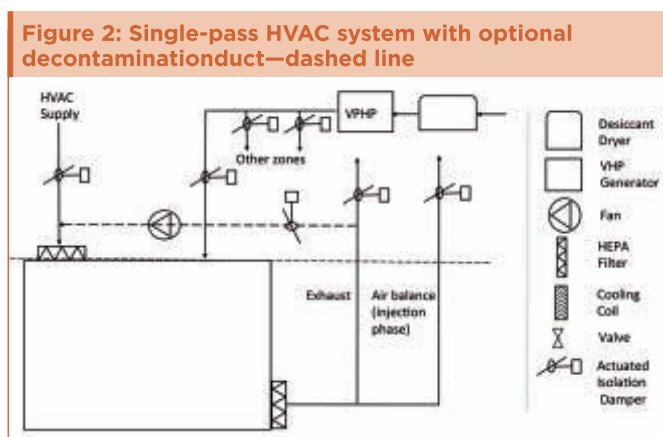 Figure 2: Single-pass HVAC system with optional
decontaminationduct—dashed line
HVAC
Supply
VPHP
Other zones
Exhaust
Air balance
(injection
phase)
Desiccant
Dryer
VHP
Generator
Fan
HEPA
Filter
Cooling
Coil
Valve
Actuated
Isolation
Damper